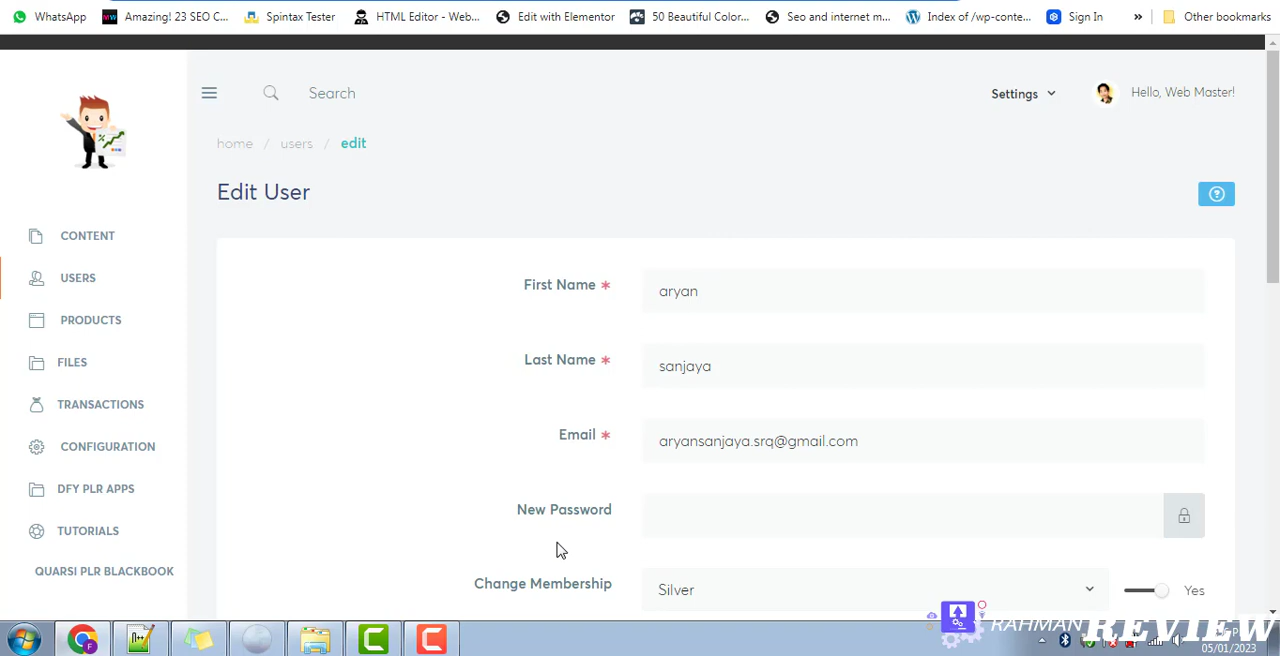 WhatsApp Amazing! 23 SEO C... Spintax Tester HTML Editor - Web... Edit with Elementor 50 Beautiful Color... Seo and internet m... Index of /wp-conte... Sign In » Other bookmarks
Search Settings Hello, Web Master!
home / users / edit
Edit User
CONTENT
USERS
PRODUCTS
FILES
TRANSACTIONS
CONFIGURATION
DFY PLR APPS
TUTORIALS
QUARSI PLR BLACKBOOK
First Name * aryan
Last Name * sanjaya
Email * aryansanjaya.srq@gmail.com
New Password
Change Membership Silver Yes
RAHMAN REVIEW
05/01/2023